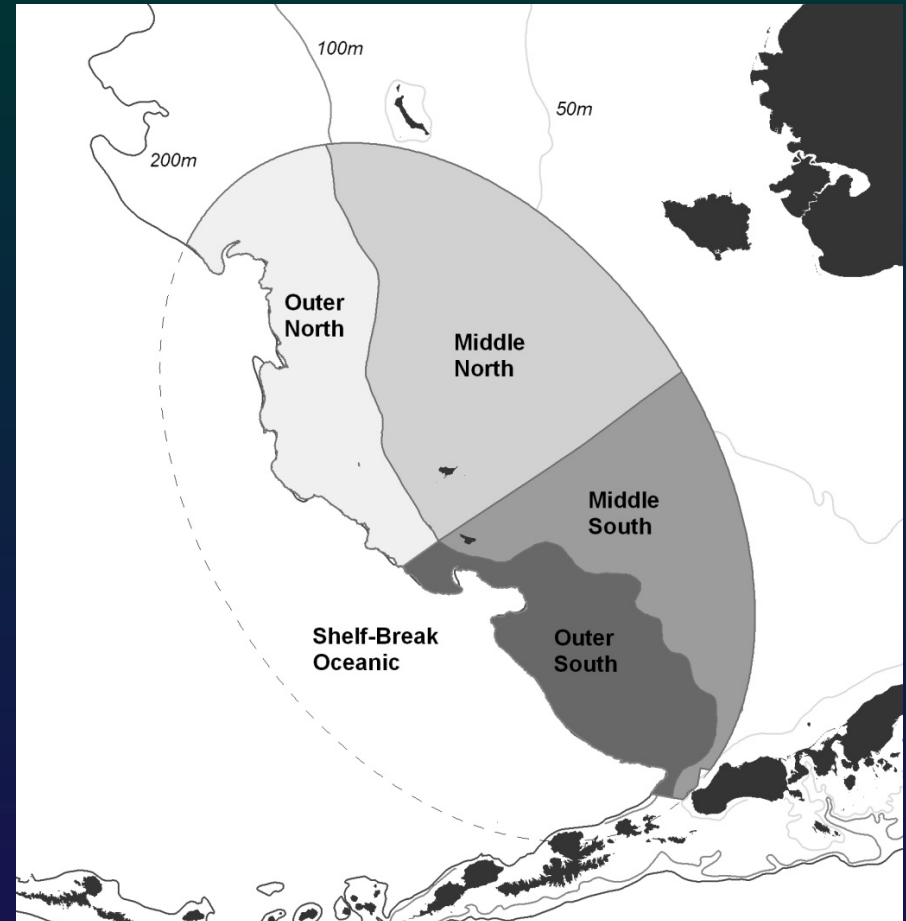 100m
50m
200m
Outer
North
Middle
North
Middle
South
Outer
South
Shelf-Break
Oceanic